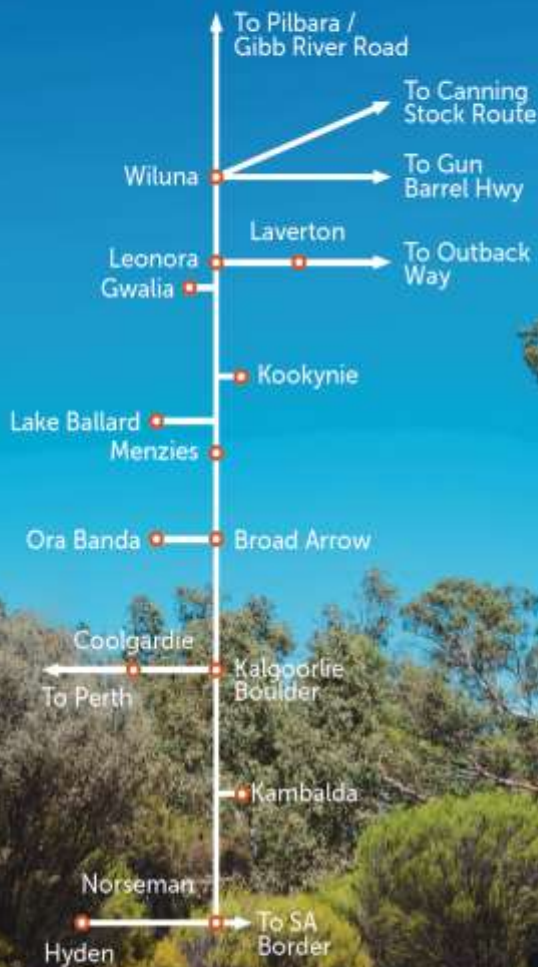 To Pilbara /
Gibb River Road
To Canning
Stock Route
Wiluna
To Gun
Barrel Hwy
Laverton
Leonora
To Outback
Way
Gwalia
Kookynie
Lake Ballard
Menzies
Ora Banda
Broad Arrow
Coolgardie
Kalgoorlie
Boulder
To Perth
Kambalda
Norseman
To SA
Border
Hyden